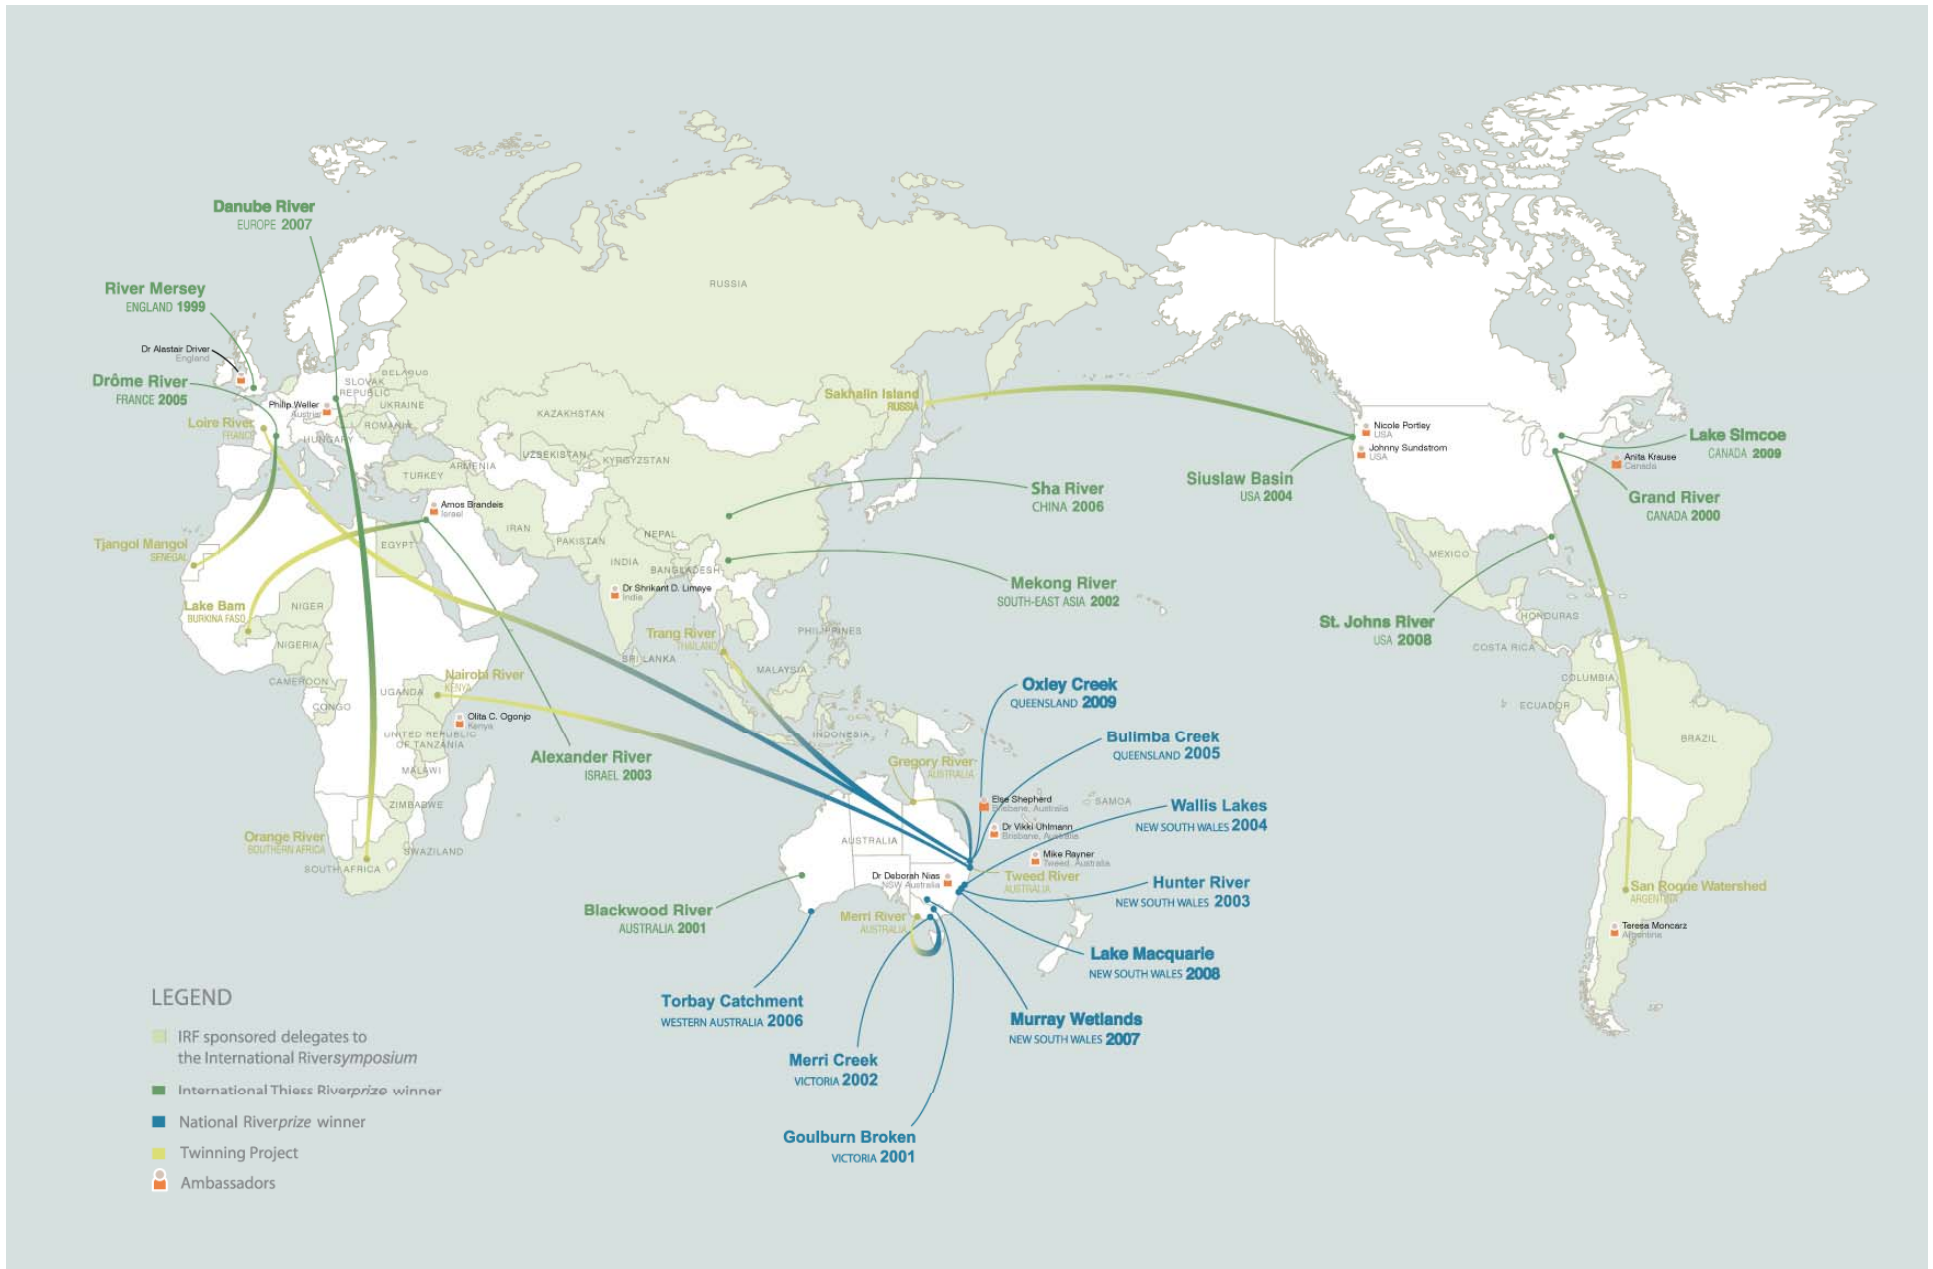 Danube River
EUROPE 2007
River Mersey
ENGLAND 1999
Dr Alastair Driver
England
Drôme River
FRANCE 2005
Loire River
FRANCE
Philip Weller
Austria
BELARUS
SLOVAK
REPUBLIC
UKRAINE
ROMANIA
HUNGARY
RUSSIA
KAZAKHSTAN
UZBEKISTAN
KYRGYZSTAN
ARMENIA
TURKEY
Amos Brandeis
Israel
IRAN
PAKISTAN
NEPAL
INDIA
BANGLADESH
Dr Shrikant D. Limaye
India
EGYPT
Tjangol Mangol
SENEGAL
Lake Bam
BURKINA FASO
NIGER
NIGERIA
CAMEROON
CONGO
UGANDA
Nairobi River
KENYA
Olita C. Ogonjo
Kenya
UNITED REPUBLIC
OF TANZANIA
MALAWI
ZIMBABWE
SWAZILAND
SOUTH AFRICA
Orange River
SOUTHERN AFRICA
Alexander River
ISRAEL 2003
Trang River
THAILAND
SRI LANKA
MALAYSIA
PHILIPPINES
INDONESIA
Sakhalin Island
RUSSIA
Sha River
CHINA 2006
Mekong River
SOUTH-EAST ASIA 2002
Siuslaw Basin
USA 2004
Nicole Portley
USA
Johnny Sundstrom
USA
Lake Simcoe
CANADA 2009
Anita Krause
Canada
Grand River
CANADA 2000
St. Johns River
USA 2008
MEXICO
HONDURAS
COSTA RICA
COLUMBIA
ECUADOR
BRAZIL
San Roque Watershed
ARGENTINA
Teresa Moncarz
Argentina
Oxley Creek
QUEENSLAND 2009
Bulimba Creek
QUEENSLAND 2005
Gregory River
AUSTRALIA
Else Shepherd
Brisbane, Australia
SAMOA
Dr Vikki Uhlmann
Brisbane, Australia
Mike Rayner
Tweed, Australia
Wallis Lakes
NEW SOUTH WALES 2004
AUSTRALIA
Dr Deborah Nias
NSW Australia
Tweed River
AUSTRALIA
Hunter River
NEW SOUTH WALES 2003
Merri River
AUSTRALIA
Blackwood River
AUSTRALIA 2001
Lake Macquarie
NEW SOUTH WALES 2008
Torbay Catchment
WESTERN AUSTRALIA 2006
Murray Wetlands
NEW SOUTH WALES 2007
Merri Creek
VICTORIA 2002
Goulburn Broken
VICTORIA 2001
LEGEND
IRF sponsored delegates to
the International Riversymposium
International Thiess Riverprize winner
National Riverprize winner
Twinning Project
Ambassadors